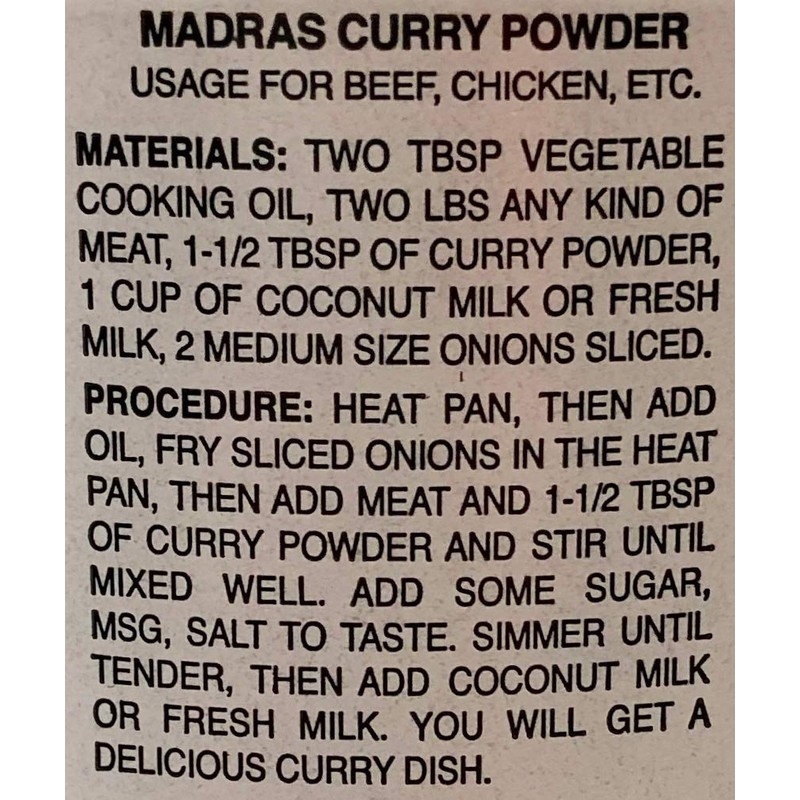 MADRAS CURRY POWDER
USAGE FOR BEEF, CHICKEN, ETC.
MATERIALS: TWO TBSP VEGETABLE
COOKING OIL, TWO LBS ANY KIND OF
MEAT, 1-1/2 TBSP OF CURRY POWDER,
1 CUP OF COCONUT MILK OR FRESH
MILK, 2 MEDIUM SIZE ONIONS SLICED.
PROCEDURE: HEAT PAN, THEN ADD
OIL, FRY SLICED ONIONS IN THE HEAT
PAN, THEN ADD MEAT AND 1-1/2 TBSP
OF CURRY POWDER AND STIR UNTIL
MIXED WELL. ADD SOME SUGAR,
MSG, SALT TO TASTE. SIMMER UNTIL
TENDER, THEN ADD COCONUT MILK
OR FRESH MILK. YOU WILL GET A
DELICIOUS CURRY DISH.